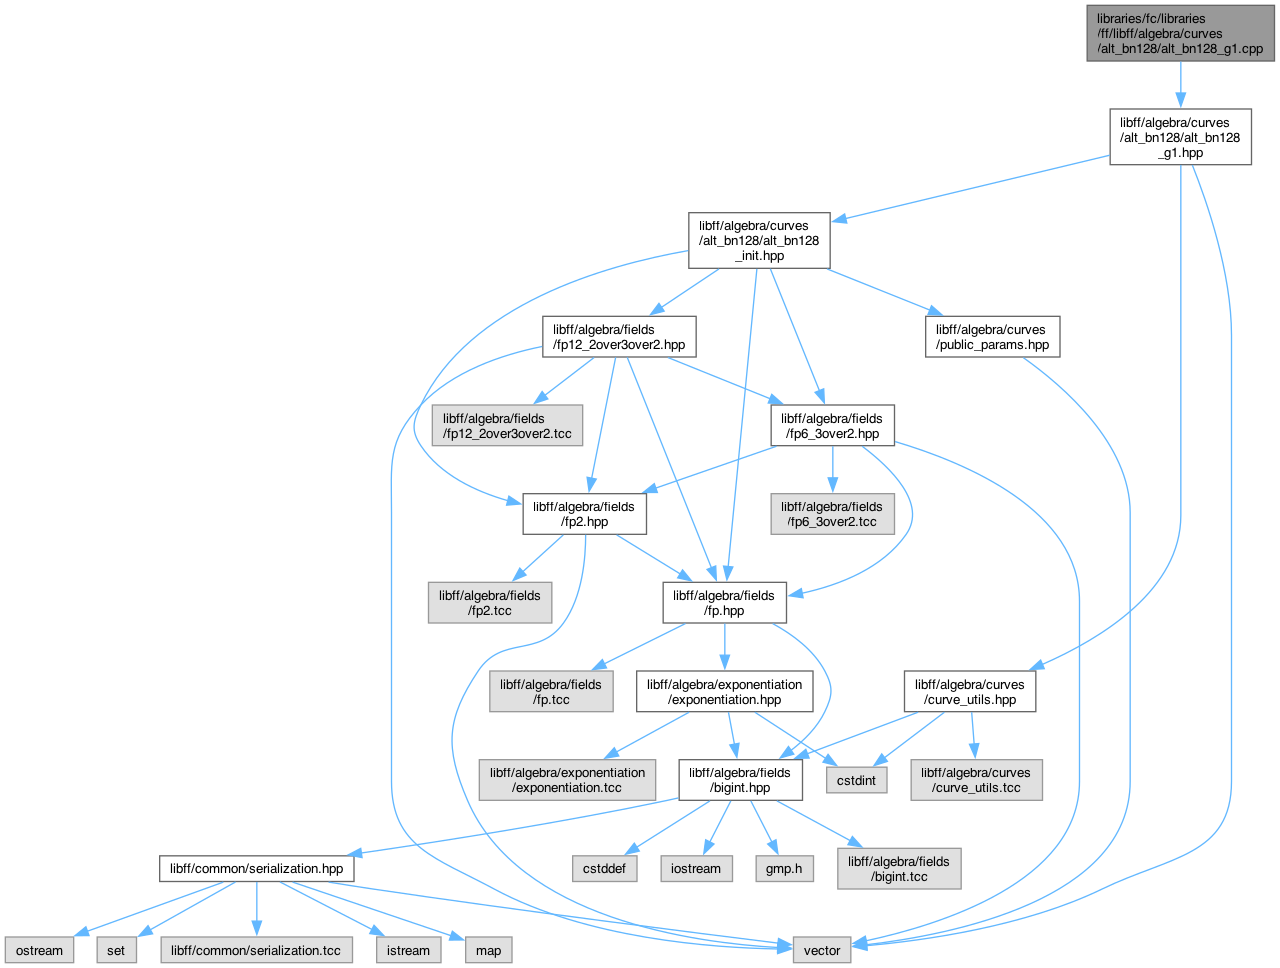 libraries/fc/libraries
/ff/libff/algebra/curves
/alt_bn128/alt_bn128_g1.cpp
libff/algebra/curves
/alt_bn128/alt_bn128
_g1.hpp
libff/algebra/curves
/alt_bn128/alt_bn128
_init.hpp
libff/algebra/fields
/fp12_2over3over2.hpp
libff/algebra/curves
/public_params.hpp
libff/algebra/fields
/fp12_2over3over2.tcc
libff/algebra/fields
/fp6_3over2.hpp
libff/algebra/fields
/fp2.hpp
libff/algebra/fields
/fp6_3over2.tcc
libff/algebra/fields
/fp2.tcc
libff/algebra/fields
/fp.hpp
libff/algebra/fields
/fp.tcc
libff/algebra/exponentiation
/exponentiation.hpp
libff/algebra/curves
/curve_utils.hpp
libff/algebra/exponentiation
/exponentiation.tcc
libff/algebra/fields
/bigint.hpp
cstdint
libff/algebra/curves
/curve_utils.tcc
libff/common/serialization.hpp
cstddef
iostream
gmp.h
libff/algebra/fields
/bigint.tcc
ostream
set
libff/common/serialization.tcc
istream
map
vector